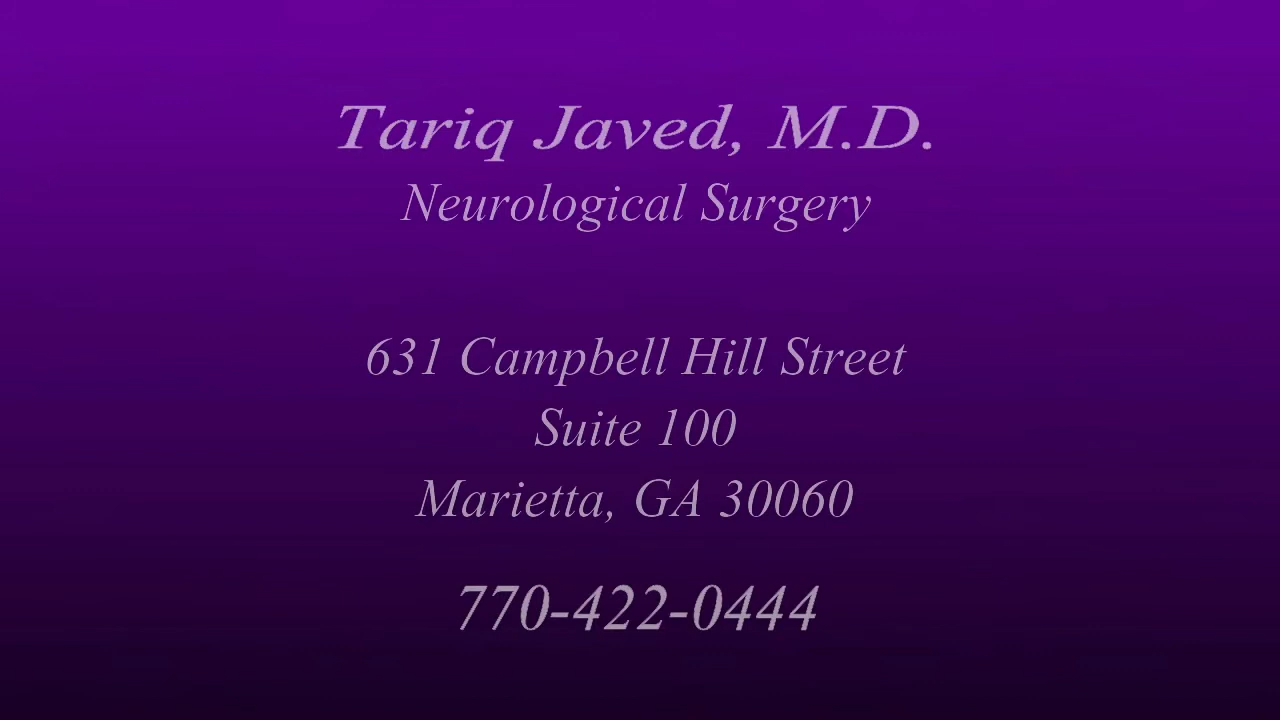 Tariq Javed, M.D.
Neurological Surgery
631 Campbell Hill Street
Suite 100
Marietta, GA 30060
770-422-0444